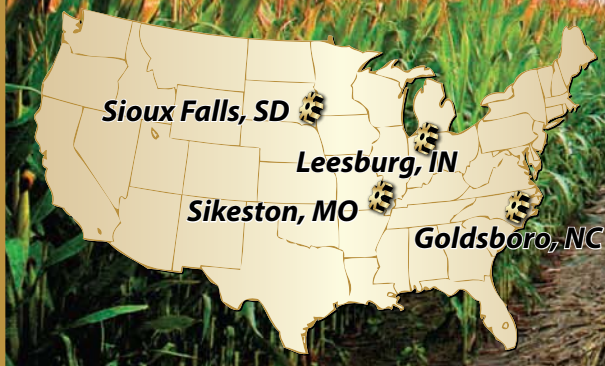 Sioux Falls, SD
Leesburg, IN
Sikeston, MO
Goldsboro, NC